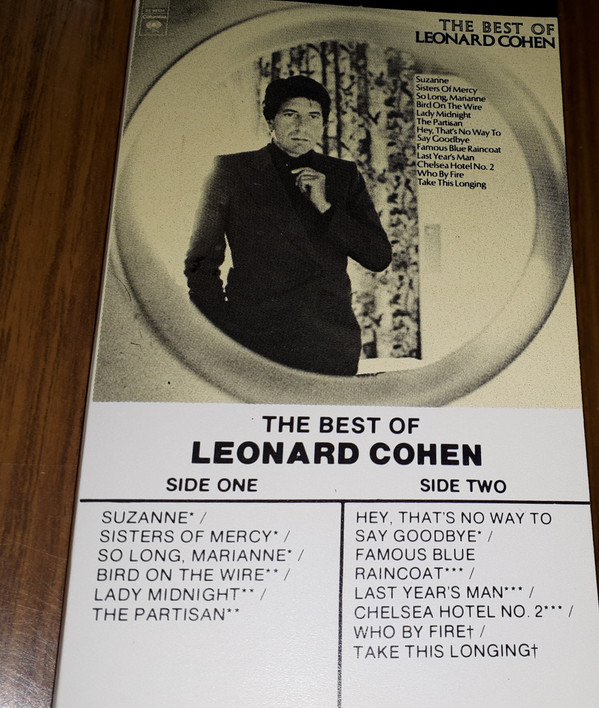 Columbia
THE BEST OF
LEONARD COHEN
Suzanne
Sisters Of Mercy
So Long, Marianne
Bird On The Wire
Lady Midnight
The Partisan
Hey, That's No Way To
Say Goodbye
Famous Blue Raincoat
Last Year's Man
Chelsea Hotel No. 2
Who By Fire
Take This Longing
THE BEST OF
LEONARD COHEN
SIDE ONE
SUZANNE* /
SISTERS OF MERCY* /
SO LONG, MARIANNE* /
BIRD ON THE WIRE** /
LADY MIDNIGHT** /
THE PARTISAN**
SIDE TWO
HEY, THAT'S NO WAY TO
SAY GOODBYE* /
FAMOUS BLUE
RAINCOAT*** /
LAST YEAR'S MAN*** /
CHELSEA HOTEL NO. 2*** /
WHO BY FIRE† /
TAKE THIS LONGING†